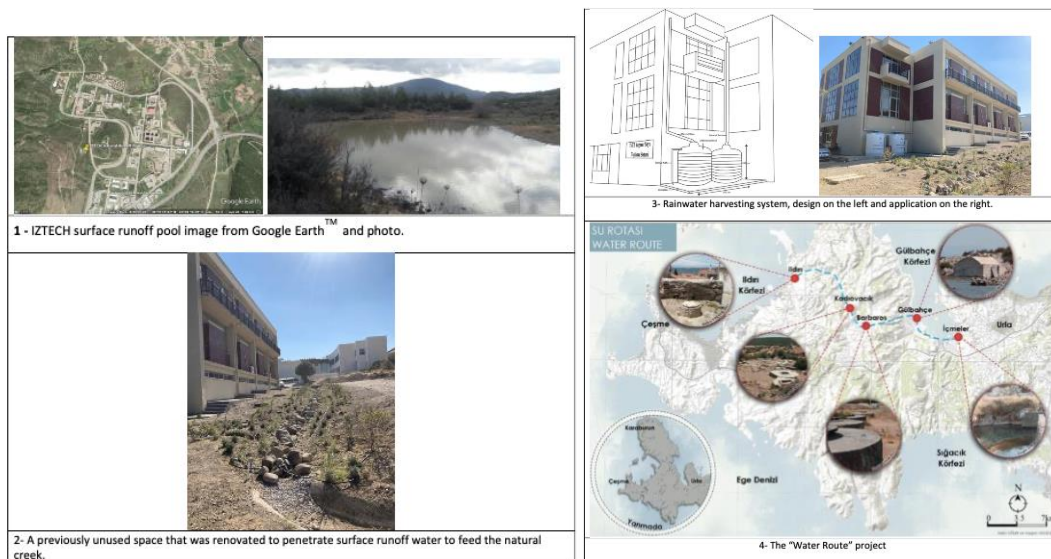 Google Earth
1 - IZTECH surface runoff pool image from Google Earth™ and photo.
2- A previously unused space that was renovated to penetrate surface runoff water to feed the natural
creek.
3- Rainwater harvesting system, design on the left and application on the right.
SU ROTASI
WATER ROUTE
Gülbahçe
Körfezi
Ildırı
Ildırı
Körfezi
Kadıovacık
Çeşme
Barbaros
Gülbahçe
İçmeler
Urla
Karaburun
Çeşme
Urla
Yarımada
Ege Denizi
Sığacık
Körfezi
N
4- The "Water Route" project